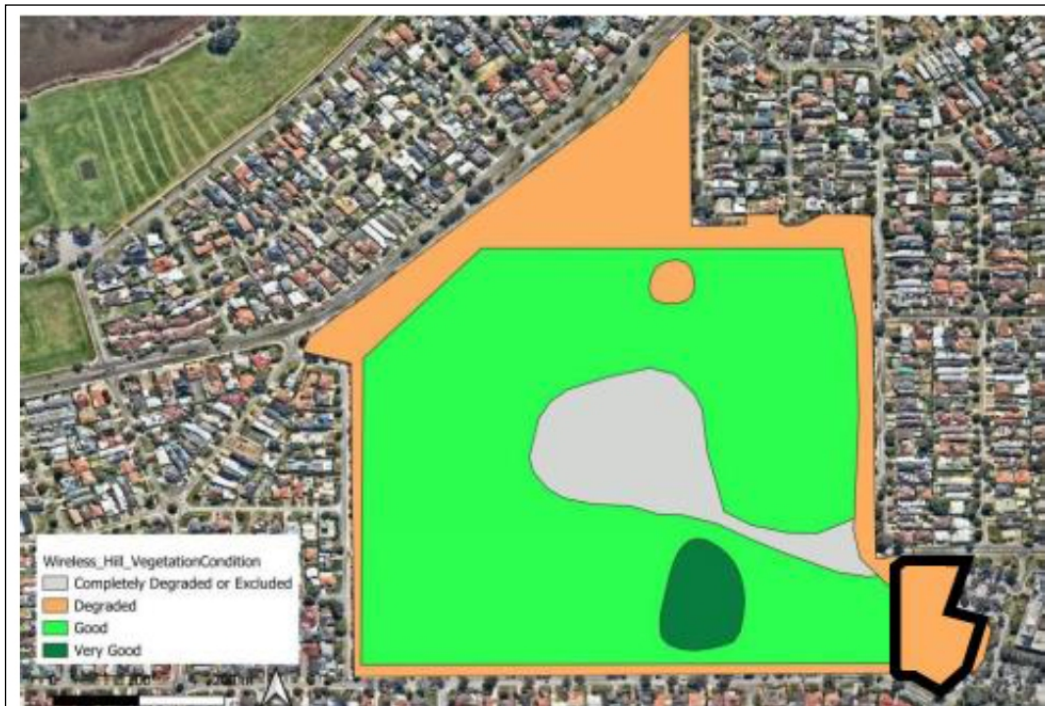 Wireless_Hill_VegetationCondition
Completely Degraded or Excluded
Degraded
Good
Very Good